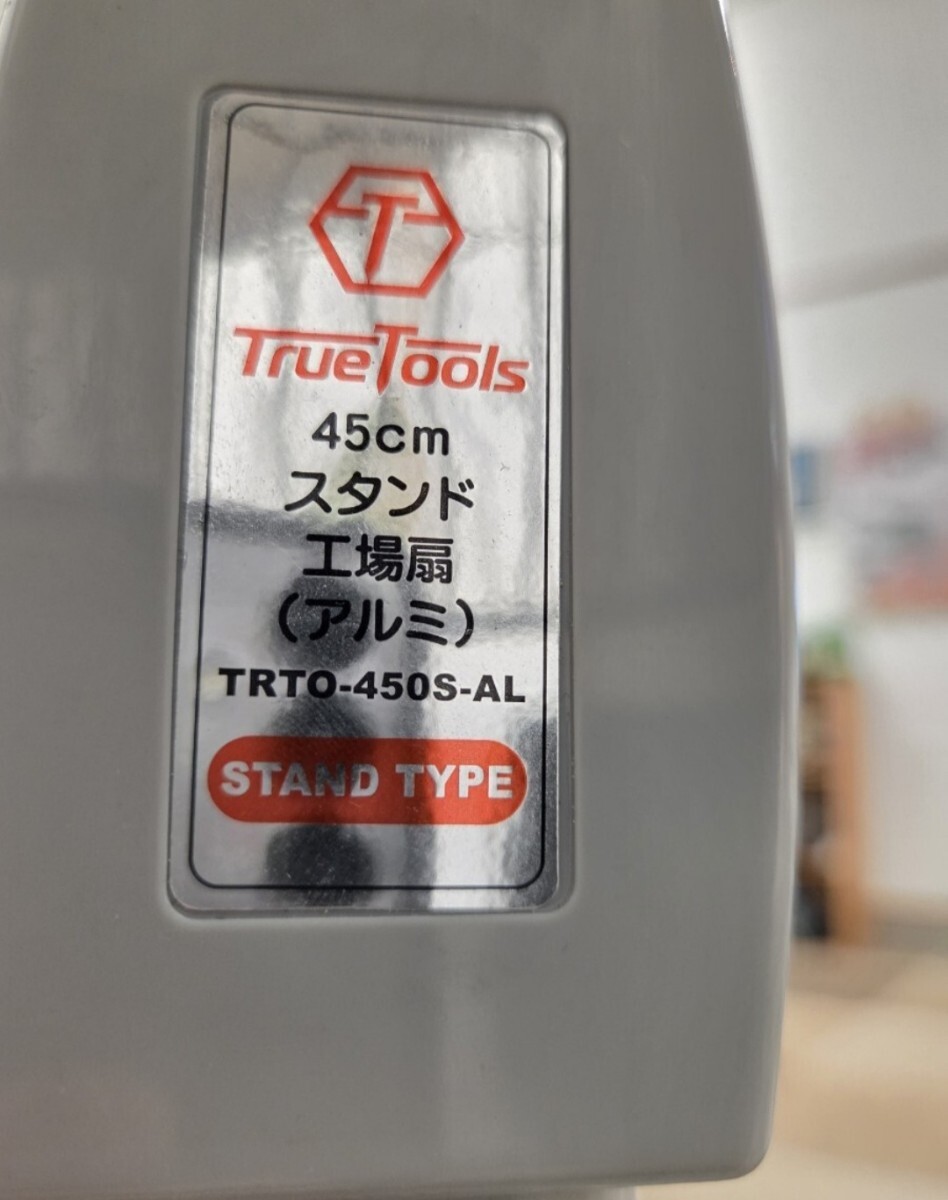 TrueTools
45cm
スタンド
工場扇
(アルミ)
TRTO-450S-AL
STAND TYPE